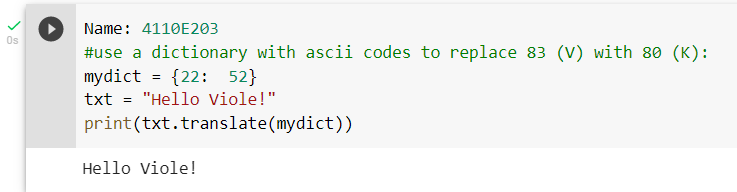 0s
Name: 4110E203
#use a dictionary with ascii codes to replace 83 (V) with 80 (K):
mydict = {22:  52}
txt = "Hello Viole!"
print(txt.translate(mydict))
Hello Viole!